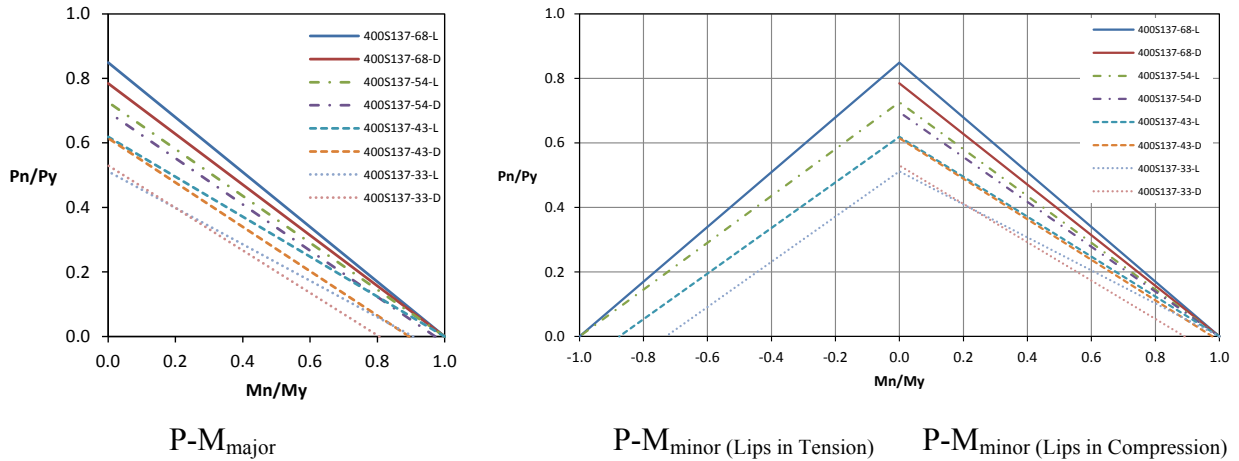 1.0
0.8
0.6
0.4
0.2
0.0
Pn/Py
0.0 0.2 0.4 0.6 0.8 1.0
Mn/My
400S137-68-L
400S137-68-D
400S137-54-L
400S137-54-D
400S137-43-L
400S137-43-D
400S137-33-L
400S137-33-D
P-Mmajor
1.0
0.8
0.6
0.4
0.2
0.0
Pn/Py
-1.0 -0.8 -0.6 -0.4 -0.2 0.0 0.2 0.4 0.6 0.8 1.0
Mn/My
400S137-68-L
400S137-68-D
400S137-54-L
400S137-54-D
400S137-43-L
400S137-43-D
400S137-33-L
400S137-33-D
P-Mminor (Lips in Tension) P-Mminor (Lips in Compression)